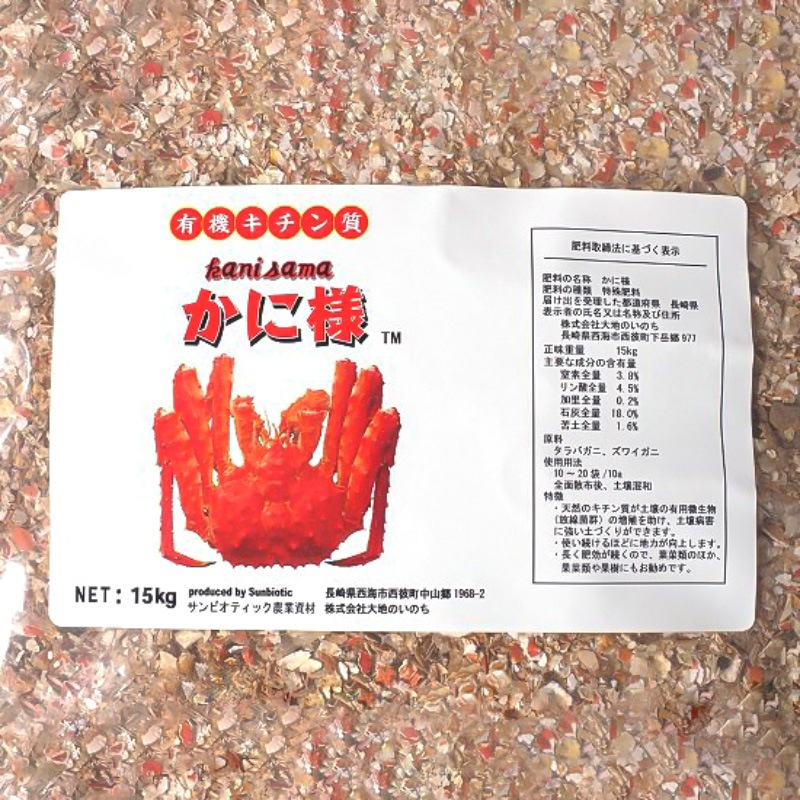 有機キチン質
kani sama
かに様 TM
NET: 15kg
produced by Sunbiotic
サンビオティック農業資材
長崎県西海市西彼町中山郷1968-2
株式会社大地のいのち
肥料取締法に基づく表示
肥料の名称 かに様
肥料の種類 特殊肥料
届け出を受理した都道府県 長崎県
表示者の氏名又は名称及び住所
株式会社大地のいのち
長崎県西海市西彼町下岳郷977
正味重量 15kg
主要な成分の含有量
窒素全量 3.8%
リン酸全量 4.5%
加里全量 0.2%
石灰全量 18.0%
苦土全量 1.6%
原料
タラバガニ、ズワイガニ
使用用法
10～20袋/10a
全面散布後、土壌混和
特徴
・天然のキチン質が土壌の有用微生物
(放線菌群)の増殖を助け、土壌病害
に強い土づくりができます。
・使い続けるほどに地力が向上します。
・長く肥効が続くので、葉菜類のほか、
果菜類や果樹にもお勧めです。